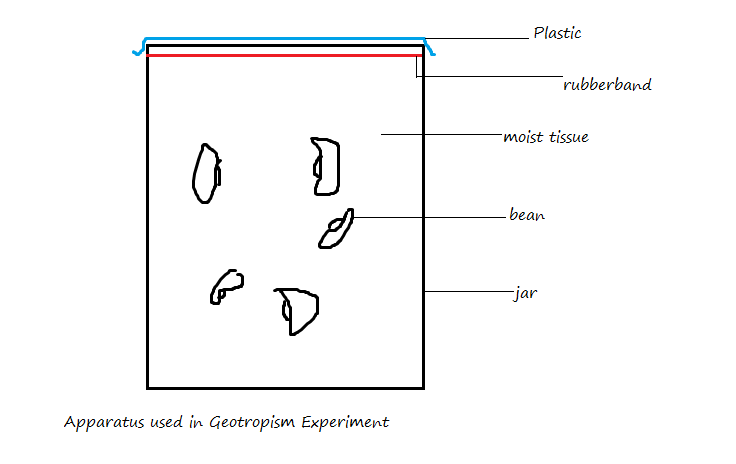 Plastic
rubberband
moist tissue
bean
jar
Apparatus used in Geotropism Experiment